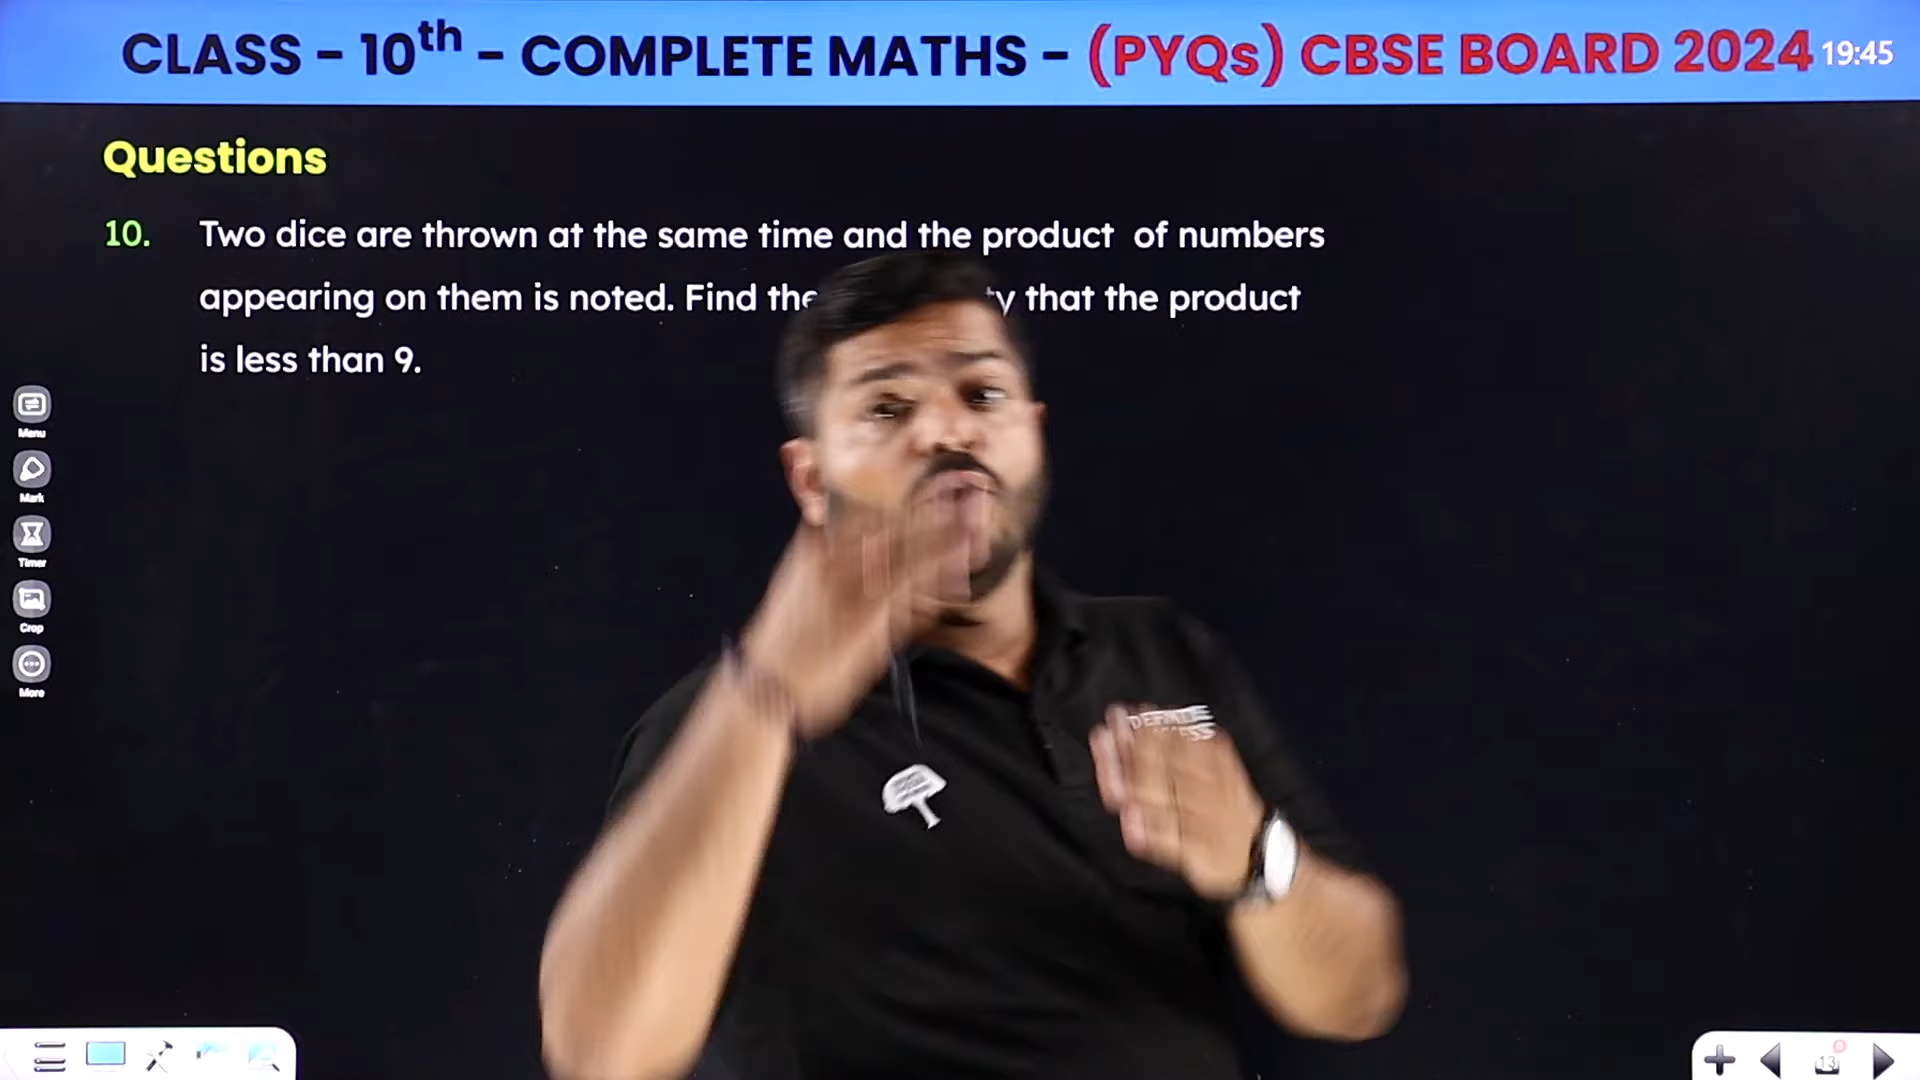 CLASS - 10th - COMPLETE MATHS - (PYQs) CBSE BOARD 2024 19:45
Questions
10. Two dice are thrown at the same time and the product of numbers
appearing on them is noted. Find the that the product
is less than 9.
Menu
Mark
Timer
Crop
More
13